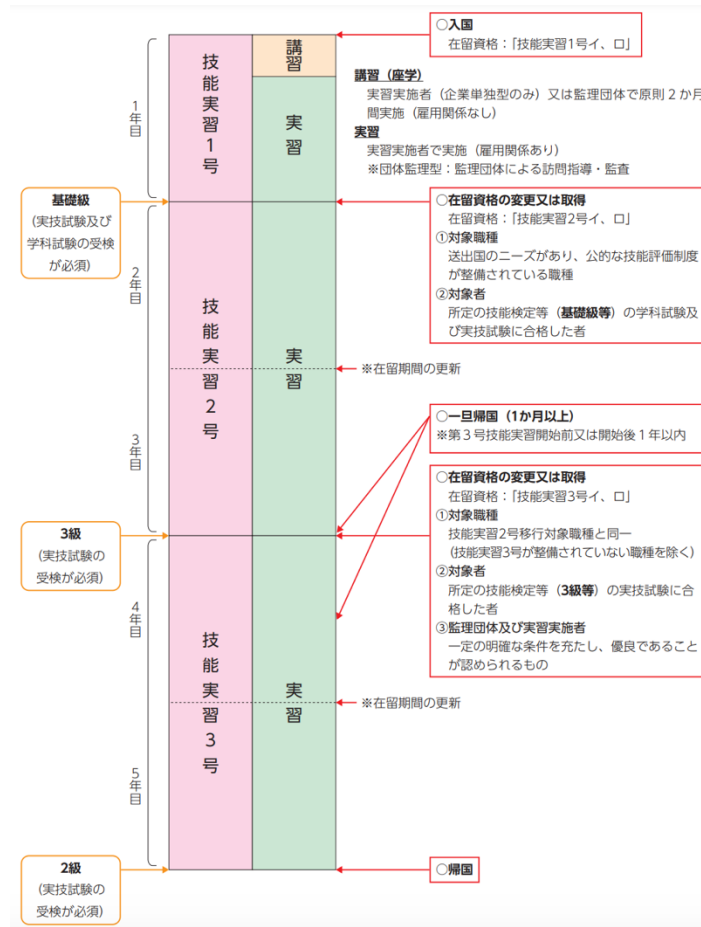 ○入国
在留資格：「技能実習1号イ、ロ」
技能実習1号
講習
実習
1年目
講習（座学）
実習実施者（企業単独型のみ）又は監理団体で原則２か月
間実施（雇用関係なし）
実習
実習実施者で実施（雇用関係あり）
※団体監理型：監理団体による訪問指導・監査
基礎級
（実技試験及び
学科試験の受検
が必須）
○在留資格の変更又は取得
在留資格：「技能実習2号イ、ロ」
①対象職種
送出国のニーズがあり、公的な技能評価制度
が整備されている職種
②対象者
所定の技能検定等（基礎級等）の学科試験及
び実技試験に合格した者
2年目
技能実習2号
実習
※在留期間の更新
3年目
○一旦帰国（1か月以上）
※第３号技能実習開始前又は開始後１年以内
3級
（実技試験の
受検が必須）
○在留資格の変更又は取得
在留資格：「技能実習3号イ、ロ」
①対象職種
技能実習2号移行対象職種と同一
（技能実習3号が整備されていない職種を除く）
②対象者
所定の技能検定等（3級等）の実技試験に合
格した者
③監理団体及び実習実施者
一定の明確な条件を充たし、優良であること
が認められるもの
4年目
技能実習3号
実習
※在留期間の更新
5年目
2級
（実技試験の
受検が必須）
○帰国